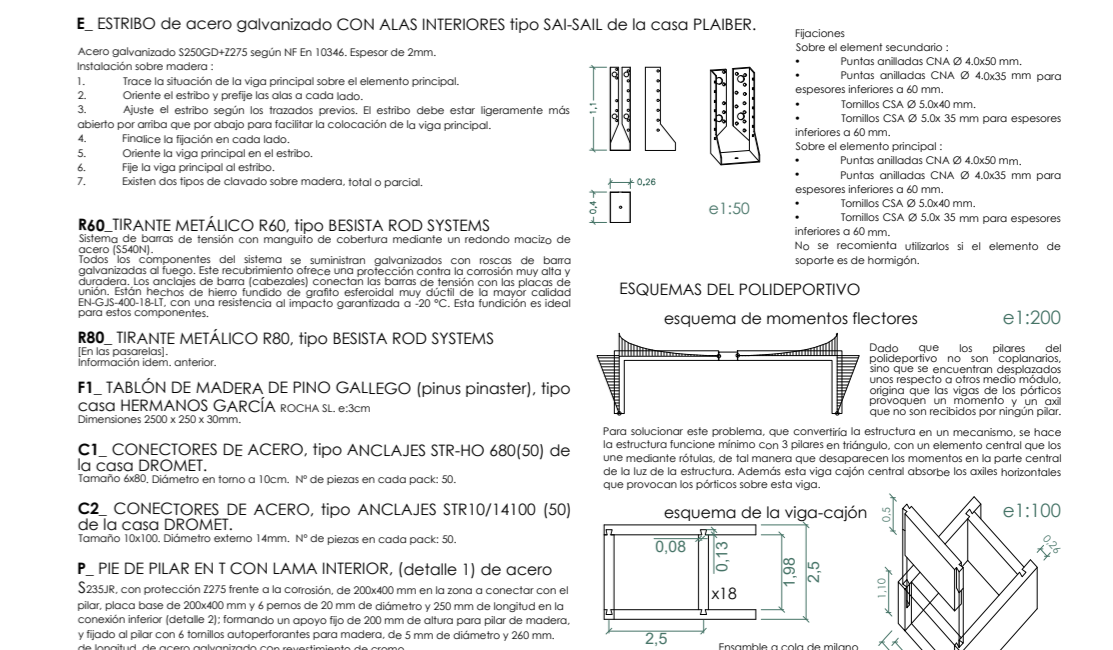 E_ ESTRIBO de acero galvanizado CON ALAS INTERIORES tipo SAI-SAIL de la casa PLAIBER.
Acero galvanizado S250GD+Z275 según NF En 10346. Espesor de 2mm.
Instalación sobre madera :
1. Trace la situación de la viga principal sobre el elemento principal.
2. Oriente el estribo y prefije las alas a cada lado.
3. Ajuste el estribo según los trazados previos. El estribo debe estar ligeramente más
abierto por arriba que por abajo para facilitar la colocación de la viga principal.
4. Finalice la fijación en cada lado.
5. Oriente la viga principal en el estribo.
6. Fije la viga principal al estribo.
7. Existen dos tipos de clavado sobre madera, total o parcial.
R60_TIRANTE METÁLICO R60, tipo BESISTA ROD SYSTEMS
Sistema de barras de tensión con manguito de cobertura mediante un redondo macizo de
acero (S540N).
Todos los componentes del sistema se suministran galvanizados con roscas de barra
galvanizadas al fuego. Este recubrimiento ofrece una protección contra la corrosión muy alta y
duradera. Los anclajes de barra (cabezales) conectan las barras de tensión con las placas de
unión. Están hechos de hierro fundido de grafito esferoidal muy dúctil de la mayor calidad
EN-GJS-400-18-LT, con una resistencia al impacto garantizada a -20 °C. Esta fundición es ideal
para estos componentes.
R80_ TIRANTE METÁLICO R80, tipo BESISTA ROD SYSTEMS
[En las pasarelas].
Información idem. anterior.
F1_ TABLÓN DE MADERA DE PINO GALLEGO (pinus pinaster), tipo
casa HERMANOS GARCÍA ROCHA SL. e:3cm
Dimensiones 2500 x 250 x 30mm.
C1_ CONECTORES DE ACERO, tipo ANCLAJES STR-HO 680(50) de
la casa DROMET.
Tamaño 6x80. Diámetro en torno a 10cm. Nº de piezas en cada pack: 50.
C2_ CONECTORES DE ACERO, tipo ANCLAJES STR10/14100 (50)
de la casa DROMET.
Tamaño 10x100. Diámetro externo 14mm. Nº de piezas en cada pack: 50.
P_ PIE DE PILAR EN T CON LAMA INTERIOR, (detalle 1) de acero
S235JR, con protección Z275 frente a la corrosión, de 200x400 mm en la zona a conectar con el
pilar, placa base de 200x400 mm y 6 pernos de 20 mm de diámetro y 250 mm de longitud en la
conexión inferior (detalle 2); formando un apoyo fijo de 200 mm de altura para pilar de madera,
y fijado al pilar con 6 tornillos autoperforantes para madera, de 5 mm de diámetro y 260 mm.
de longitud, de acero galvanizado con revestimiento de cromo.
1,1
0,26
0,4
e1:50
Fijaciones
Sobre el element secundario :
• Puntas anilladas CNA Ø 4.0x50 mm.
• Puntas anilladas CNA Ø 4.0x35 mm para
espesores inferiores a 60 mm.
• Tornillos CSA Ø 5.0x40 mm.
• Tornillos CSA Ø 5.0x 35 mm para espesores
inferiores a 60 mm.
Sobre el elemento principal :
• Puntas anilladas CNA Ø 4.0x50 mm.
• Puntas anilladas CNA Ø 4.0x35 mm para
espesores inferiores a 60 mm.
• Tornillos CSA Ø 5.0x40 mm.
• Tornillos CSA Ø 5.0x 35 mm para espesores
inferiores a 60 mm.
No se recomienta utilizarlos si el elemento de
soporte es de hormigón.
ESQUEMAS DEL POLIDEPORTIVO
esquema de momentos flectores
e1:200
Dado que los pilares del
polideportivo no son coplanarios,
sino que se encuentran desplazados
unos respecto a otros medio módulo,
origina que las vigas de los pórticos
provoquen un momento y un axil
que no son recibidos por ningún pilar.
Para solucionar este problema, que convertiría la estructura en un mecanismo, se hace
la estructura funcione mínimo con 3 pilares en triángulo, con un elemento central que los
une mediante rótulas, de tal manera que desaparecen los momentos en la parte central
de la luz de la estructura. Además esta viga cajón central absorbe los axiles horizontales
que provocan los pórticos sobre esta viga.
esquema de la viga-cajón
e1:100
0,08
0,13
x18
1,98
2,5
2,5
0,5
0,26
1,10
Ensamble a cola de milano